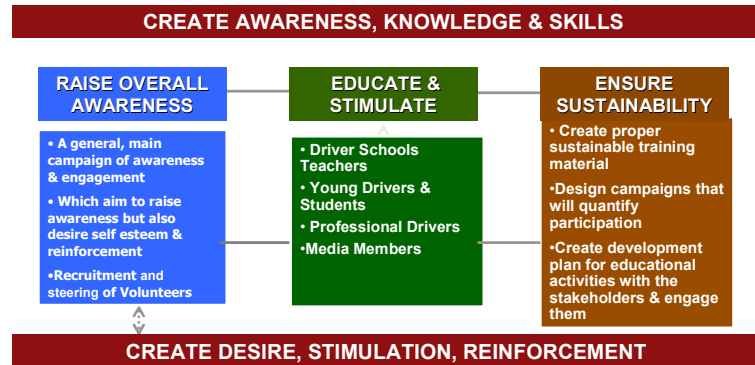 CREATE AWARENESS, KNOWLEDGE & SKILLS
RAISE OVERALL
AWARENESS
• A general, main
campaign of awareness
& engagement
• Which aim to raise
awareness but also
desire self esteem &
reinforcement
•Recruitment and
steering of Volunteers
EDUCATE &
STIMULATE
• Driver Schools
Teachers
• Young Drivers &
Students
• Professional Drivers
•Media Members
ENSURE
SUSTAINABILITY
• Create proper
sustainable training
material
•Design campaigns that
will quantify
participation
•Create development
plan for educational
activities with the
stakeholders & engage
them
CREATE DESIRE, STIMULATION, REINFORCEMENT